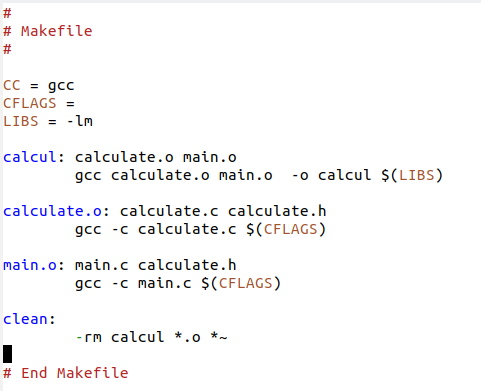 #
# Makefile
#
CC = gcc
CFLAGS =
LIBS = -lm
calcul: calculate.o main.o
gcc calculate.o main.o  -o calcul $(LIBS)
calculate.o: calculate.c calculate.h
gcc -c calculate.c $(CFLAGS)
main.o: main.c calculate.h
gcc -c main.c $(CFLAGS)
clean:
-rm calcul *.o *~
# End Makefile